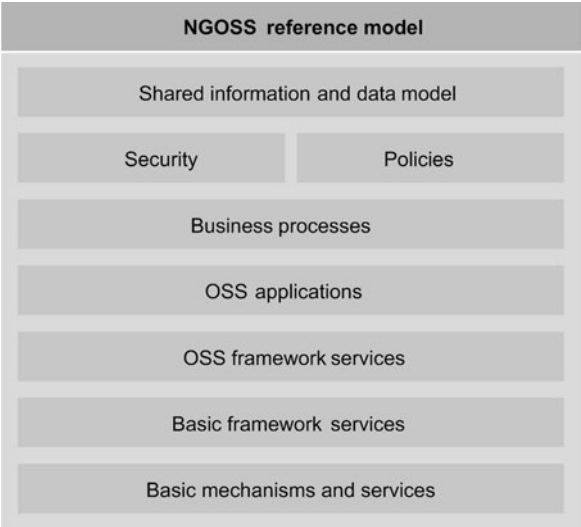 NGOSS reference model
Shared information and data model
Security
Policies
Business processes
OSS applications
OSS framework services
Basic framework services
Basic mechanisms and services